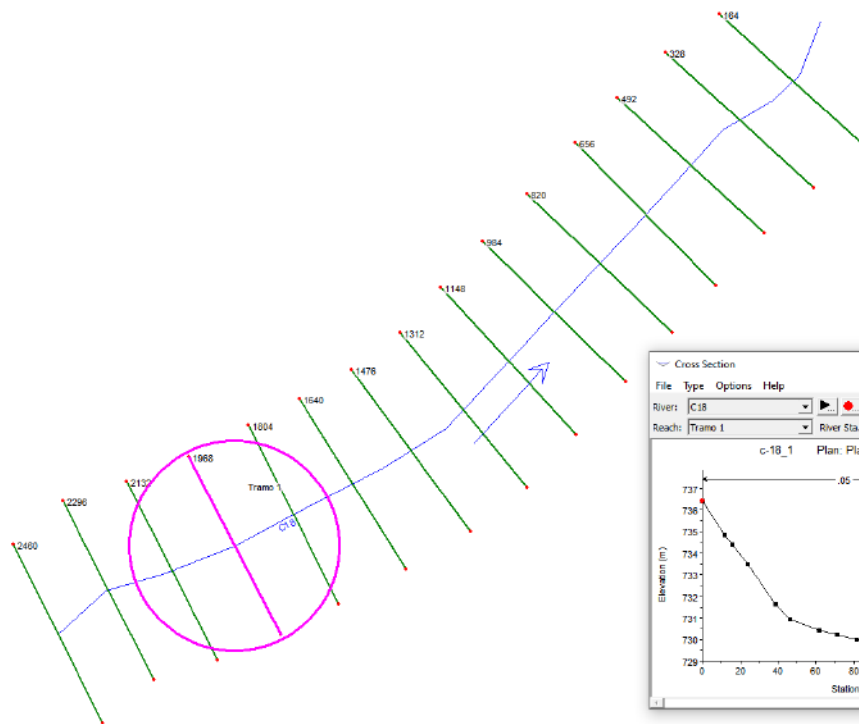 164
328
492
656
820
984
1148
1312
1476
1640
1804
1968
2132
2296
2460
Tramo 1
C18
Cross Section
File Type Options Help
River: C18
Reach: Tramo 1 River Sta.
c-18_1 Plan: Pla
.05
737
736
735
734
733
732
731
730
729
0 20 40 60 80
Elevation (m)
Station